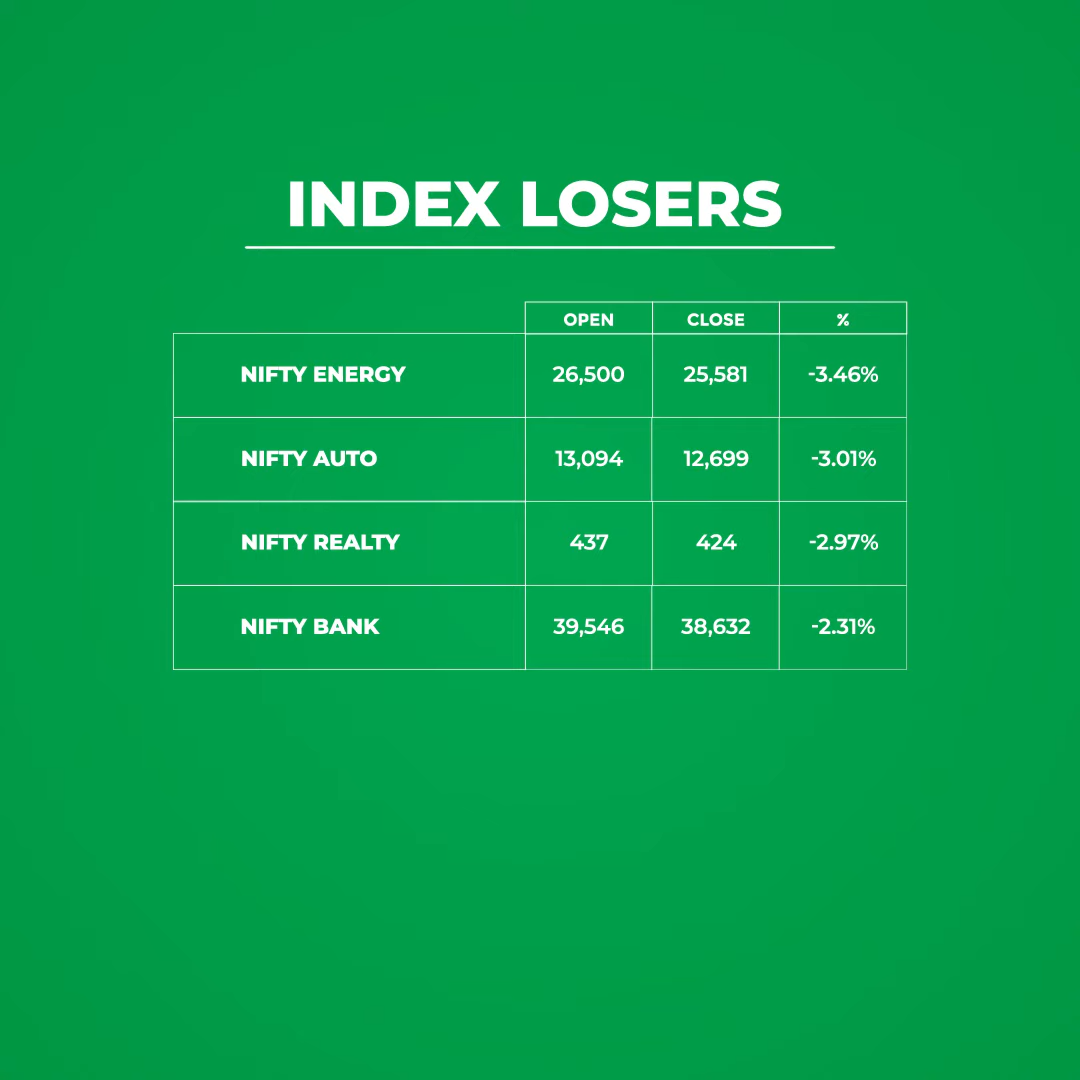 INDEX LOSERS
OPEN CLOSE %
NIFTY ENERGY 26,500 25,581 -3.46%
NIFTY AUTO 13,094 12,699 -3.01%
NIFTY REALTY 437 424 -2.97%
NIFTY BANK 39,546 38,632 -2.31%